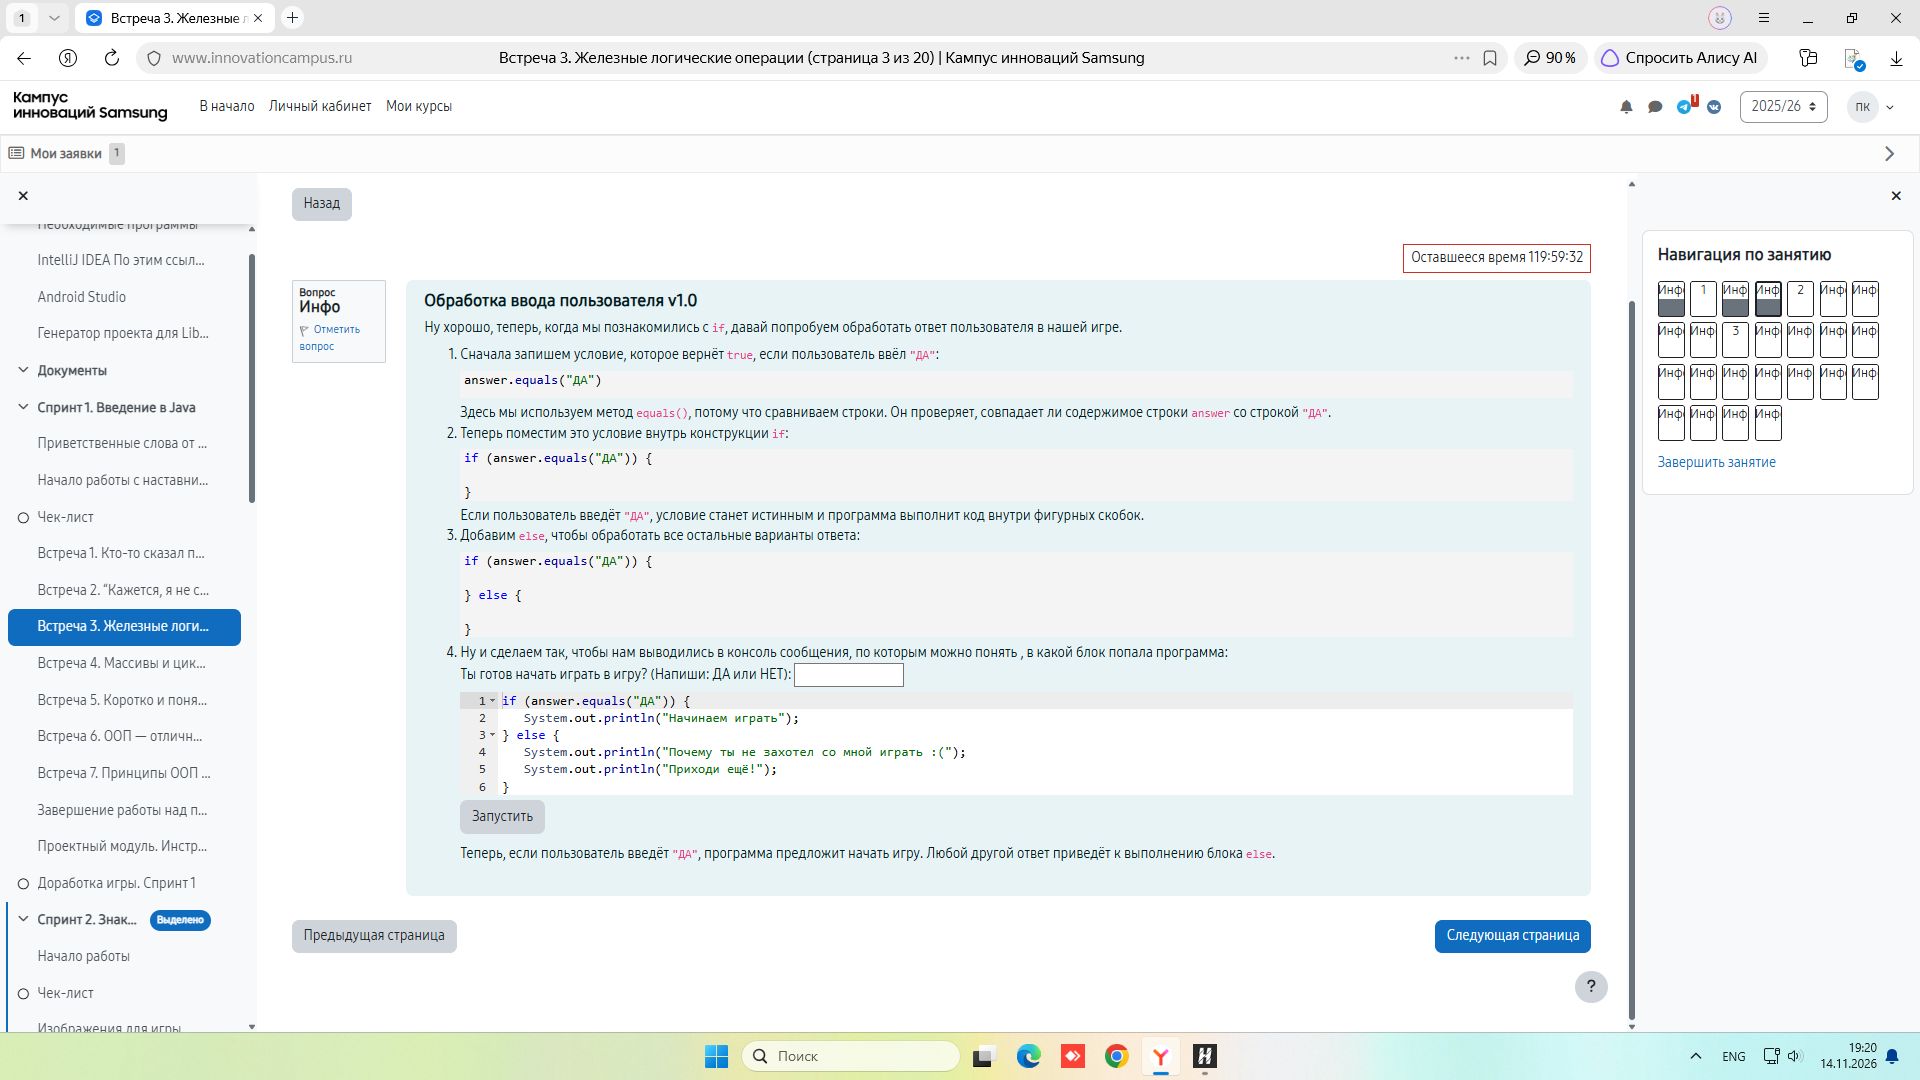 1
Встреча 3. Железные л
www.innovationcampus.ru
Встреча 3. Железные логические операции (страница 3 из 20) | Кампус инноваций Samsung
90 %
Спросить Алису AI
Кампус
инноваций Samsung
В начало
Личный кабинет
Мои курсы
1
2025/26
ПК
Мои заявки
1
Необходимые программы
IntelliJ IDEA По этим ссыл...
Android Studio
Генератор проекта для Lib...
Документы
Спринт 1. Введение в Java
Приветственные слова от ...
Начало работы с наставни...
Чек-лист
Встреча 1. Кто-то сказал п...
Встреча 2. “Кажется, я не с...
Встреча 3. Железные логи...
Встреча 4. Массивы и цик...
Встреча 5. Коротко и поня...
Встреча 6. ООП — отличн...
Встреча 7. Принципы ООП ...
Завершение работы над п...
Проектный модуль. Инстр...
Доработка игры. Спринт 1
Спринт 2. Знак...
Выделено
Начало работы
Чек-лист
Изображения для игры
Назад
Оставшееся время 119:59:32
Вопрос
Инфо
Отметить
вопрос
Обработка ввода пользователя v1.0
Ну хорошо, теперь, когда мы познакомились с if, давай попробуем обработать ответ пользователя в нашей игре.
1. Сначала запишем условие, которое вернёт true, если пользователь ввёл "ДА":
answer.equals("ДА")
Здесь мы используем метод equals(), потому что сравниваем строки. Он проверяет, совпадает ли содержимое строки answer со строкой "ДА".
2. Теперь поместим это условие внутрь конструкции if:
if (answer.equals("ДА")) {
}
Если пользователь введёт "ДА", условие станет истинным и программа выполнит код внутри фигурных скобок.
3. Добавим else, чтобы обработать все остальные варианты ответа:
if (answer.equals("ДА")) {
} else {
}
4. Ну и сделаем так, чтобы нам выводились в консоль сообщения, по которым можно понять , в какой блок попала программа:
Ты готов начать играть в игру? (Напиши: ДА или НЕТ):
1 if (answer.equals("ДА")) {
2 System.out.println("Начинаем играть");
3 } else {
4 System.out.println("Почему ты не захотел со мной играть :(");
5 System.out.println("Приходи ещё!");
6 }
Запустить
Теперь, если пользователь введёт "ДА", программа предложит начать игру. Любой другой ответ приведёт к выполнению блока else.
Предыдущая страница
Следующая страница
?
Навигация по занятию
Инф 1 Инф Инф 2 Инф Инф
Инф Инф 3 Инф Инф Инф Инф
Инф Инф Инф Инф Инф Инф Инф
Инф Инф Инф Инф
Завершить занятие
Поиск
ENG
19:20
14.11.2026